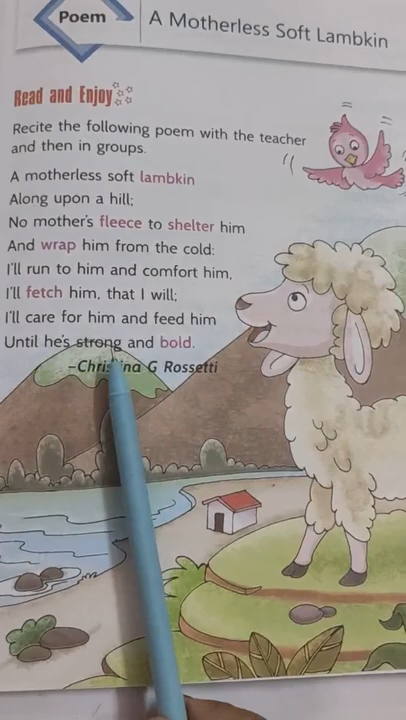 Poem
A Motherless Soft Lambkin
Read and Enjoy
Recite the following poem with the teacher
and then in groups.
A motherless soft lambkin
Along upon a hill;
No mother's fleece to shelter him
And wrap him from the cold:
I'll run to him and comfort him,
I'll fetch him, that I will;
I'll care for him and feed him
Until he's strong and bold.
–Christina G Rossetti